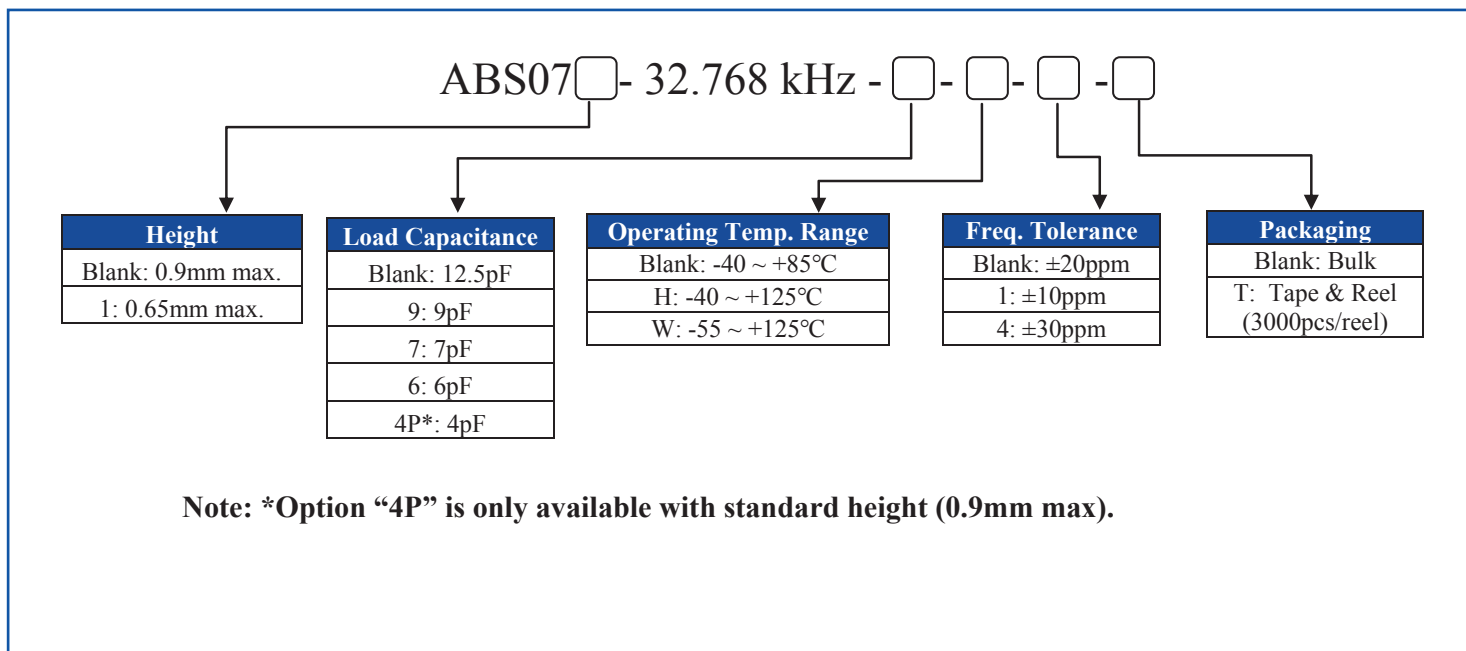 ABS07 - 32.768 kHz - - - -
Height
Blank: 0.9mm max.
1: 0.65mm max.
Load Capacitance
Blank: 12.5pF
9: 9pF
7: 7pF
6: 6pF
4P*: 4pF
Operating Temp. Range
Blank: -40 ~ +85℃
H: -40 ~ +125℃
W: -55 ~ +125℃
Freq. Tolerance
Blank: ±20ppm
1: ±10ppm
4: ±30ppm
Packaging
Blank: Bulk
T: Tape & Reel
(3000pcs/reel)
Note: *Option “4P” is only available with standard height (0.9mm max).